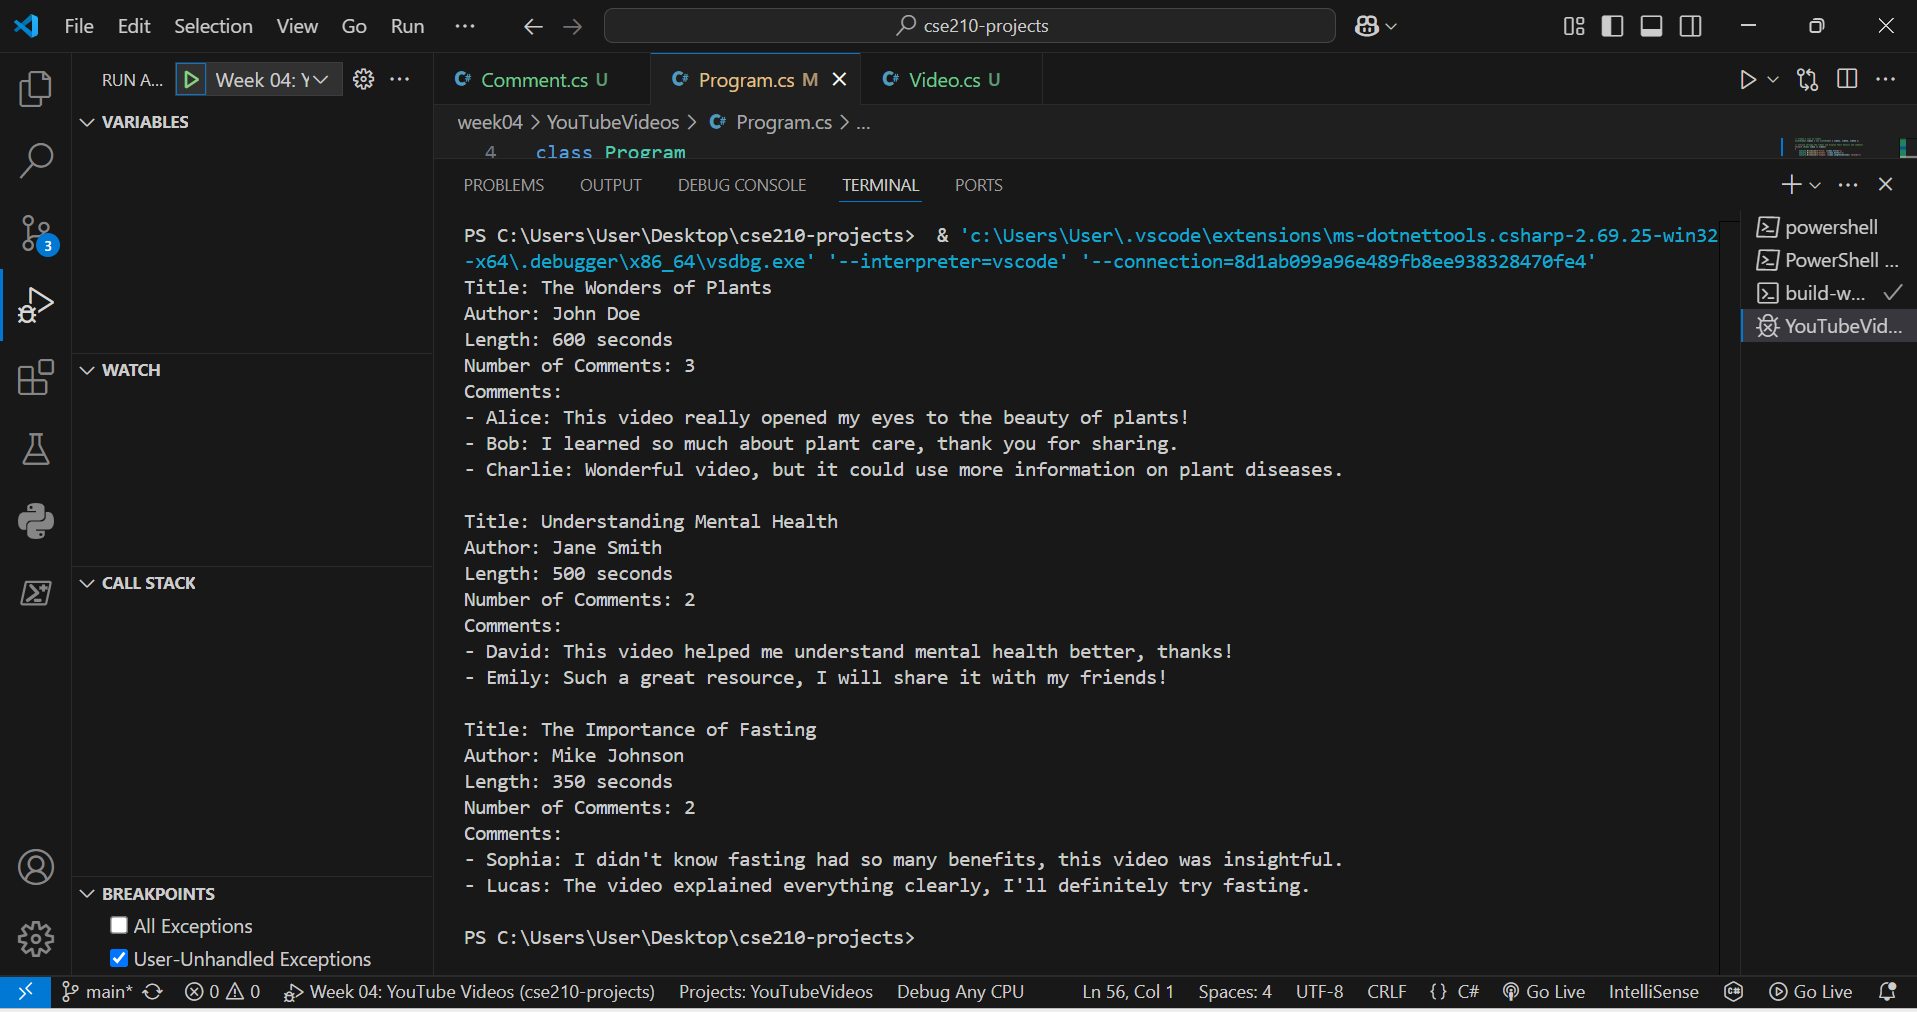 File Edit Selection View Go Run ··· cse210-projects
RUN A... Week 04: Y
Comment.cs U Program.cs M Video.cs U
week04 > YouTubeVideos > Program.cs > ...
4 class Program
VARIABLES
WATCH
CALL STACK
BREAKPOINTS
All Exceptions
User-Unhandled Exceptions
3
PROBLEMS OUTPUT DEBUG CONSOLE TERMINAL PORTS
PS C:\Users\User\Desktop\cse210-projects>  & 'c:\Users\User\.vscode\extensions\ms-dotnettools.csharp-2.69.25-win32
-x64\.debugger\x86_64\vsdbg.exe' '--interpreter=vscode' '--connection=8d1ab099a96e489fb8ee938328470fe4'
Title: The Wonders of Plants
Author: John Doe
Length: 600 seconds
Number of Comments: 3
Comments:
- Alice: This video really opened my eyes to the beauty of plants!
- Bob: I learned so much about plant care, thank you for sharing.
- Charlie: Wonderful video, but it could use more information on plant diseases.
Title: Understanding Mental Health
Author: Jane Smith
Length: 500 seconds
Number of Comments: 2
Comments:
- David: This video helped me understand mental health better, thanks!
- Emily: Such a great resource, I will share it with my friends!
Title: The Importance of Fasting
Author: Mike Johnson
Length: 350 seconds
Number of Comments: 2
Comments:
- Sophia: I didn't know fasting had so many benefits, this video was insightful.
- Lucas: The video explained everything clearly, I'll definitely try fasting.
PS C:\Users\User\Desktop\cse210-projects>
powershell
PowerShell ...
build-w...
YouTubeVid...
main* 0 0 Week 04: YouTube Videos (cse210-projects) Projects: YouTubeVideos Debug Any CPU Ln 56, Col 1 Spaces: 4 UTF-8 CRLF {} C# Go Live IntelliSense Go Live